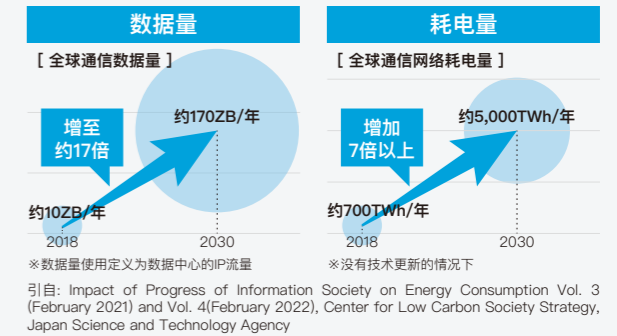 数据量
[ 全球通信数据量 ]
增至
约17倍
约170ZB/年
约10ZB/年
2018
2030
※数据量使用定义为数据中心的IP流量
耗电量
[ 全球通信网络耗电量 ]
增加
7倍以上
约5,000TWh/年
约700TWh/年
2018
2030
※没有技术更新的情况下
引自: Impact of Progress of Information Society on Energy Consumption Vol. 3
(February 2021) and Vol. 4(February 2022), Center for Low Carbon Society Strategy,
Japan Science and Technology Agency